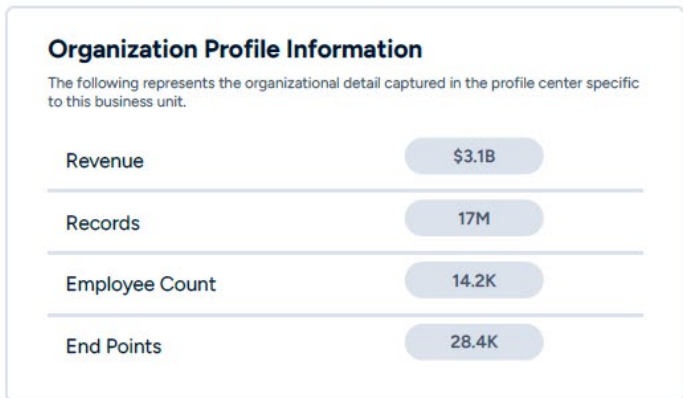 Organization Profile Information
The following represents the organizational detail captured in the profile center specific
to this business unit.
Revenue $3.1B
Records 17M
Employee Count 14.2K
End Points 28.4K